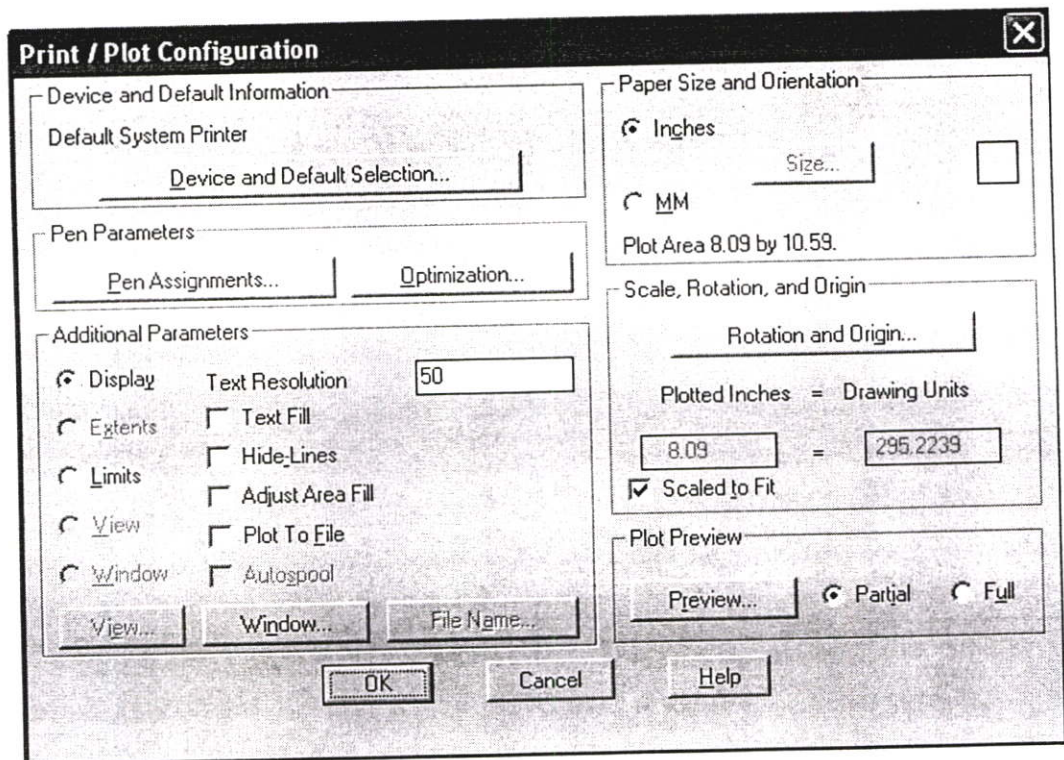 Print / Plot Configuration
Device and Default Information
Default System Printer
Device and Default Selection...
Pen Parameters
Pen Assignments...
Optimization...
Additional Parameters
Display
Extents
Limits
View
Window
Text Resolution
50
Text Fill
Hide-Lines
Adjust Area Fill
Plot To File
Autospool
View...
Window...
File Name...
Paper Size and Orientation
Inches
Size...
MM
Plot Area 8.09 by 10.59.
Scale, Rotation, and Origin
Rotation and Origin...
Plotted Inches = Drawing Units
8.09 = 295.2239
Scaled to Fit
Plot Preview
Preview...
Partial
Full
OK
Cancel
Help